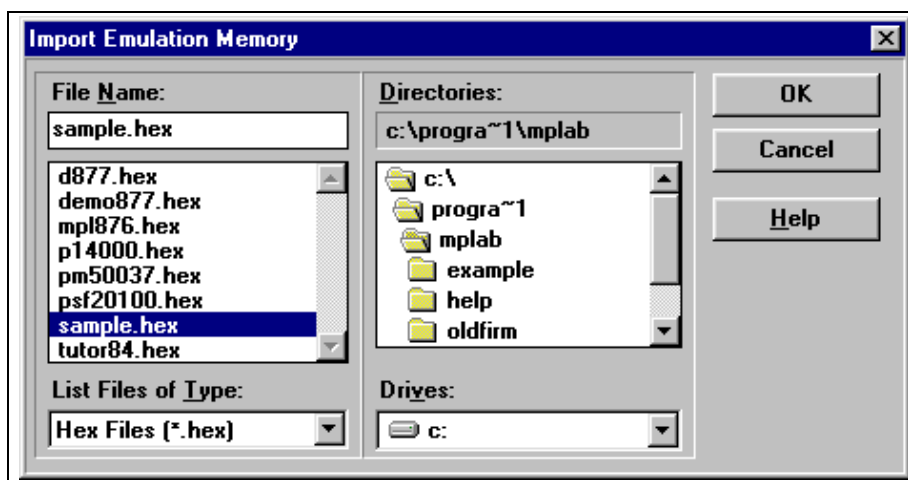 Import Emulation Memory
File Name:
sample.hex
d877.hex
demo877.hex
mpl876.hex
p14000.hex
pm50037.hex
psf20100.hex
sample.hex
tutor84.hex
List Files of Type:
Hex Files (*.hex)
Directories:
c:\progra~1\mplab
c:\
progra~1
mplab
example
help
oldfirm
Drives:
c:
OK
Cancel
Help